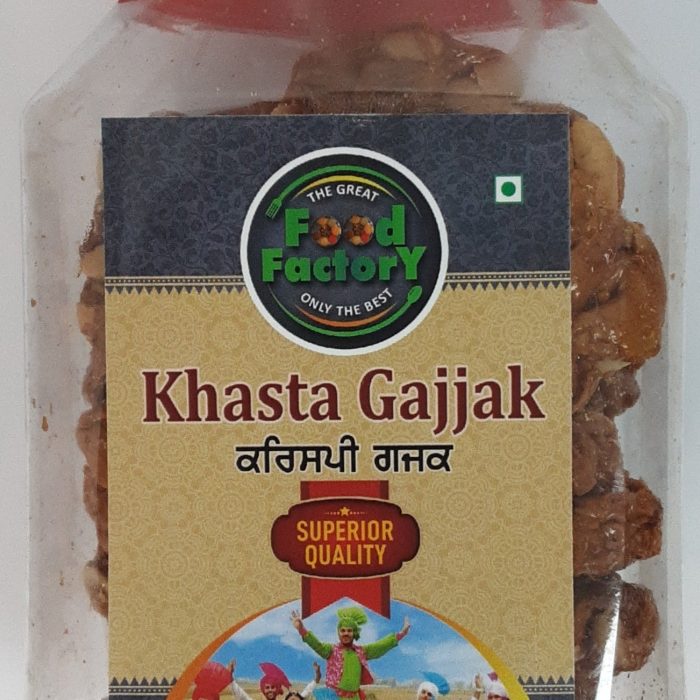 THE GREAT
Food
FactorY
ONLY THE BEST
Khasta Gajjak
ਕਰਿਸਪੀ ਗਜਕ
SUPERIOR
QUALITY